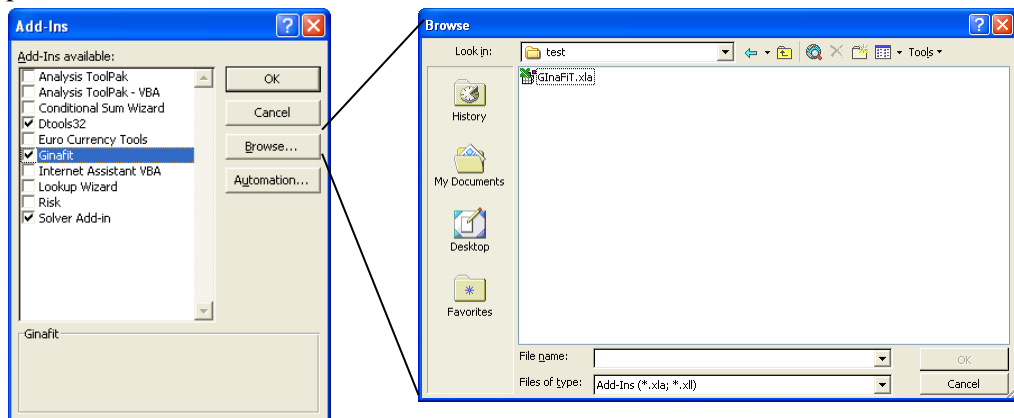 Add-Ins
Add-Ins available:
Analysis ToolPak
Analysis ToolPak - VBA
Conditional Sum Wizard
Dtools32
Euro Currency Tools
Ginafit
Internet Assistant VBA
Lookup Wizard
Risk
Solver Add-in
OK
Cancel
Browse...
Automation...
Ginafit
Browse
Look in:
test
Tools
GInaFiT.xla
History
My Documents
Desktop
Favorites
File name:
OK
Files of type:
Add-Ins (*.xla; *.xll)
Cancel